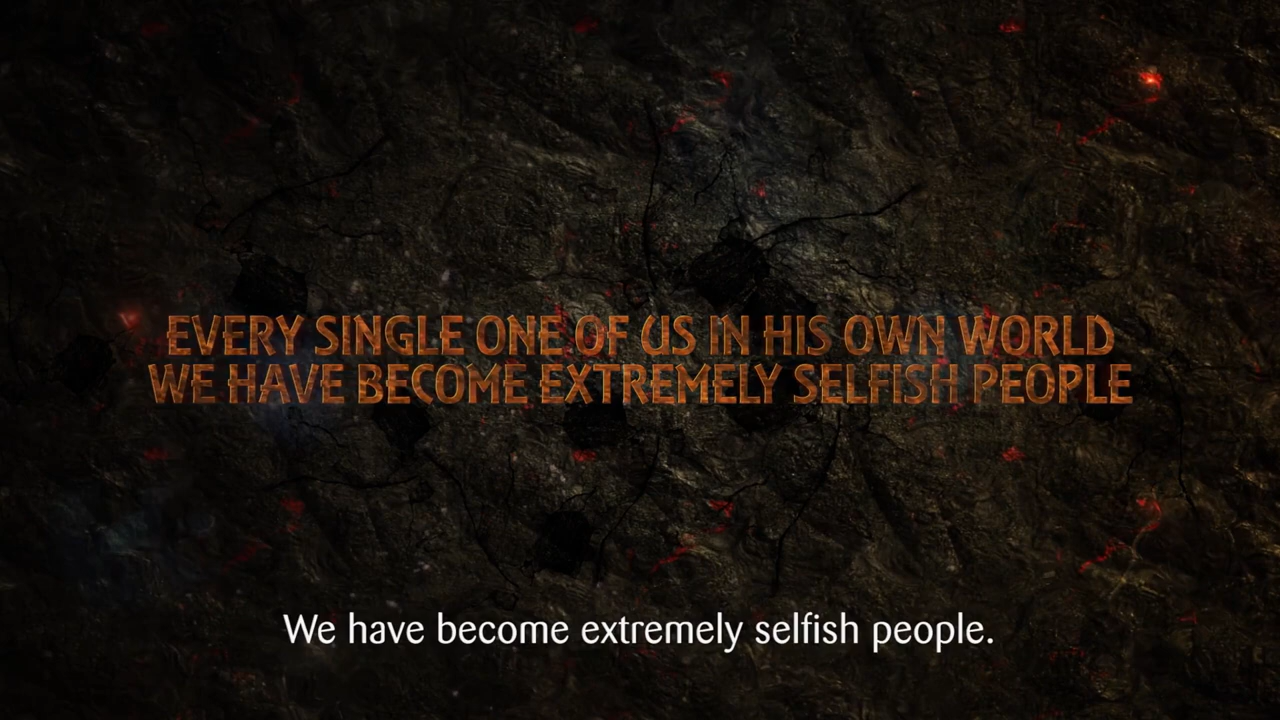 EVERY SINGLE ONE OF US IN HIS OWN WORLD
WE HAVE BECOME EXTREMELY SELFISH PEOPLE
We have become extremely selfish people.